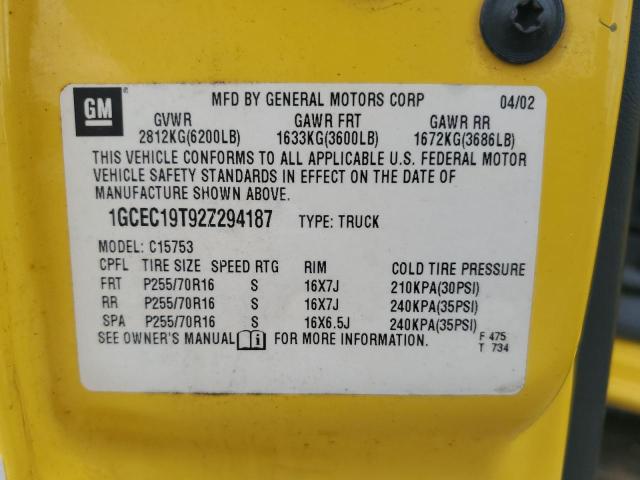 GM ® MFD BY GENERAL MOTORS CORP 04/02
GVWR GAWR FRT GAWR RR
2812KG(6200LB) 1633KG(3600LB) 1672KG(3686LB)
THIS VEHICLE CONFORMS TO ALL APPLICABLE U.S. FEDERAL MOTOR
VEHICLE SAFETY STANDARDS IN EFFECT ON THE DATE OF
MANUFACTURE SHOWN ABOVE.
1GCEC19T92Z294187 TYPE: TRUCK
MODEL: C15753
CPFL TIRE SIZE SPEED RTG RIM COLD TIRE PRESSURE
FRT P255/70R16 S 16X7J 210KPA(30PSI)
RR P255/70R16 S 16X7J 240KPA(35PSI)
SPA P255/70R16 S 16X6.5J 240KPA(35PSI)
SEE OWNER'S MANUAL i FOR MORE INFORMATION.
F 475
T 734